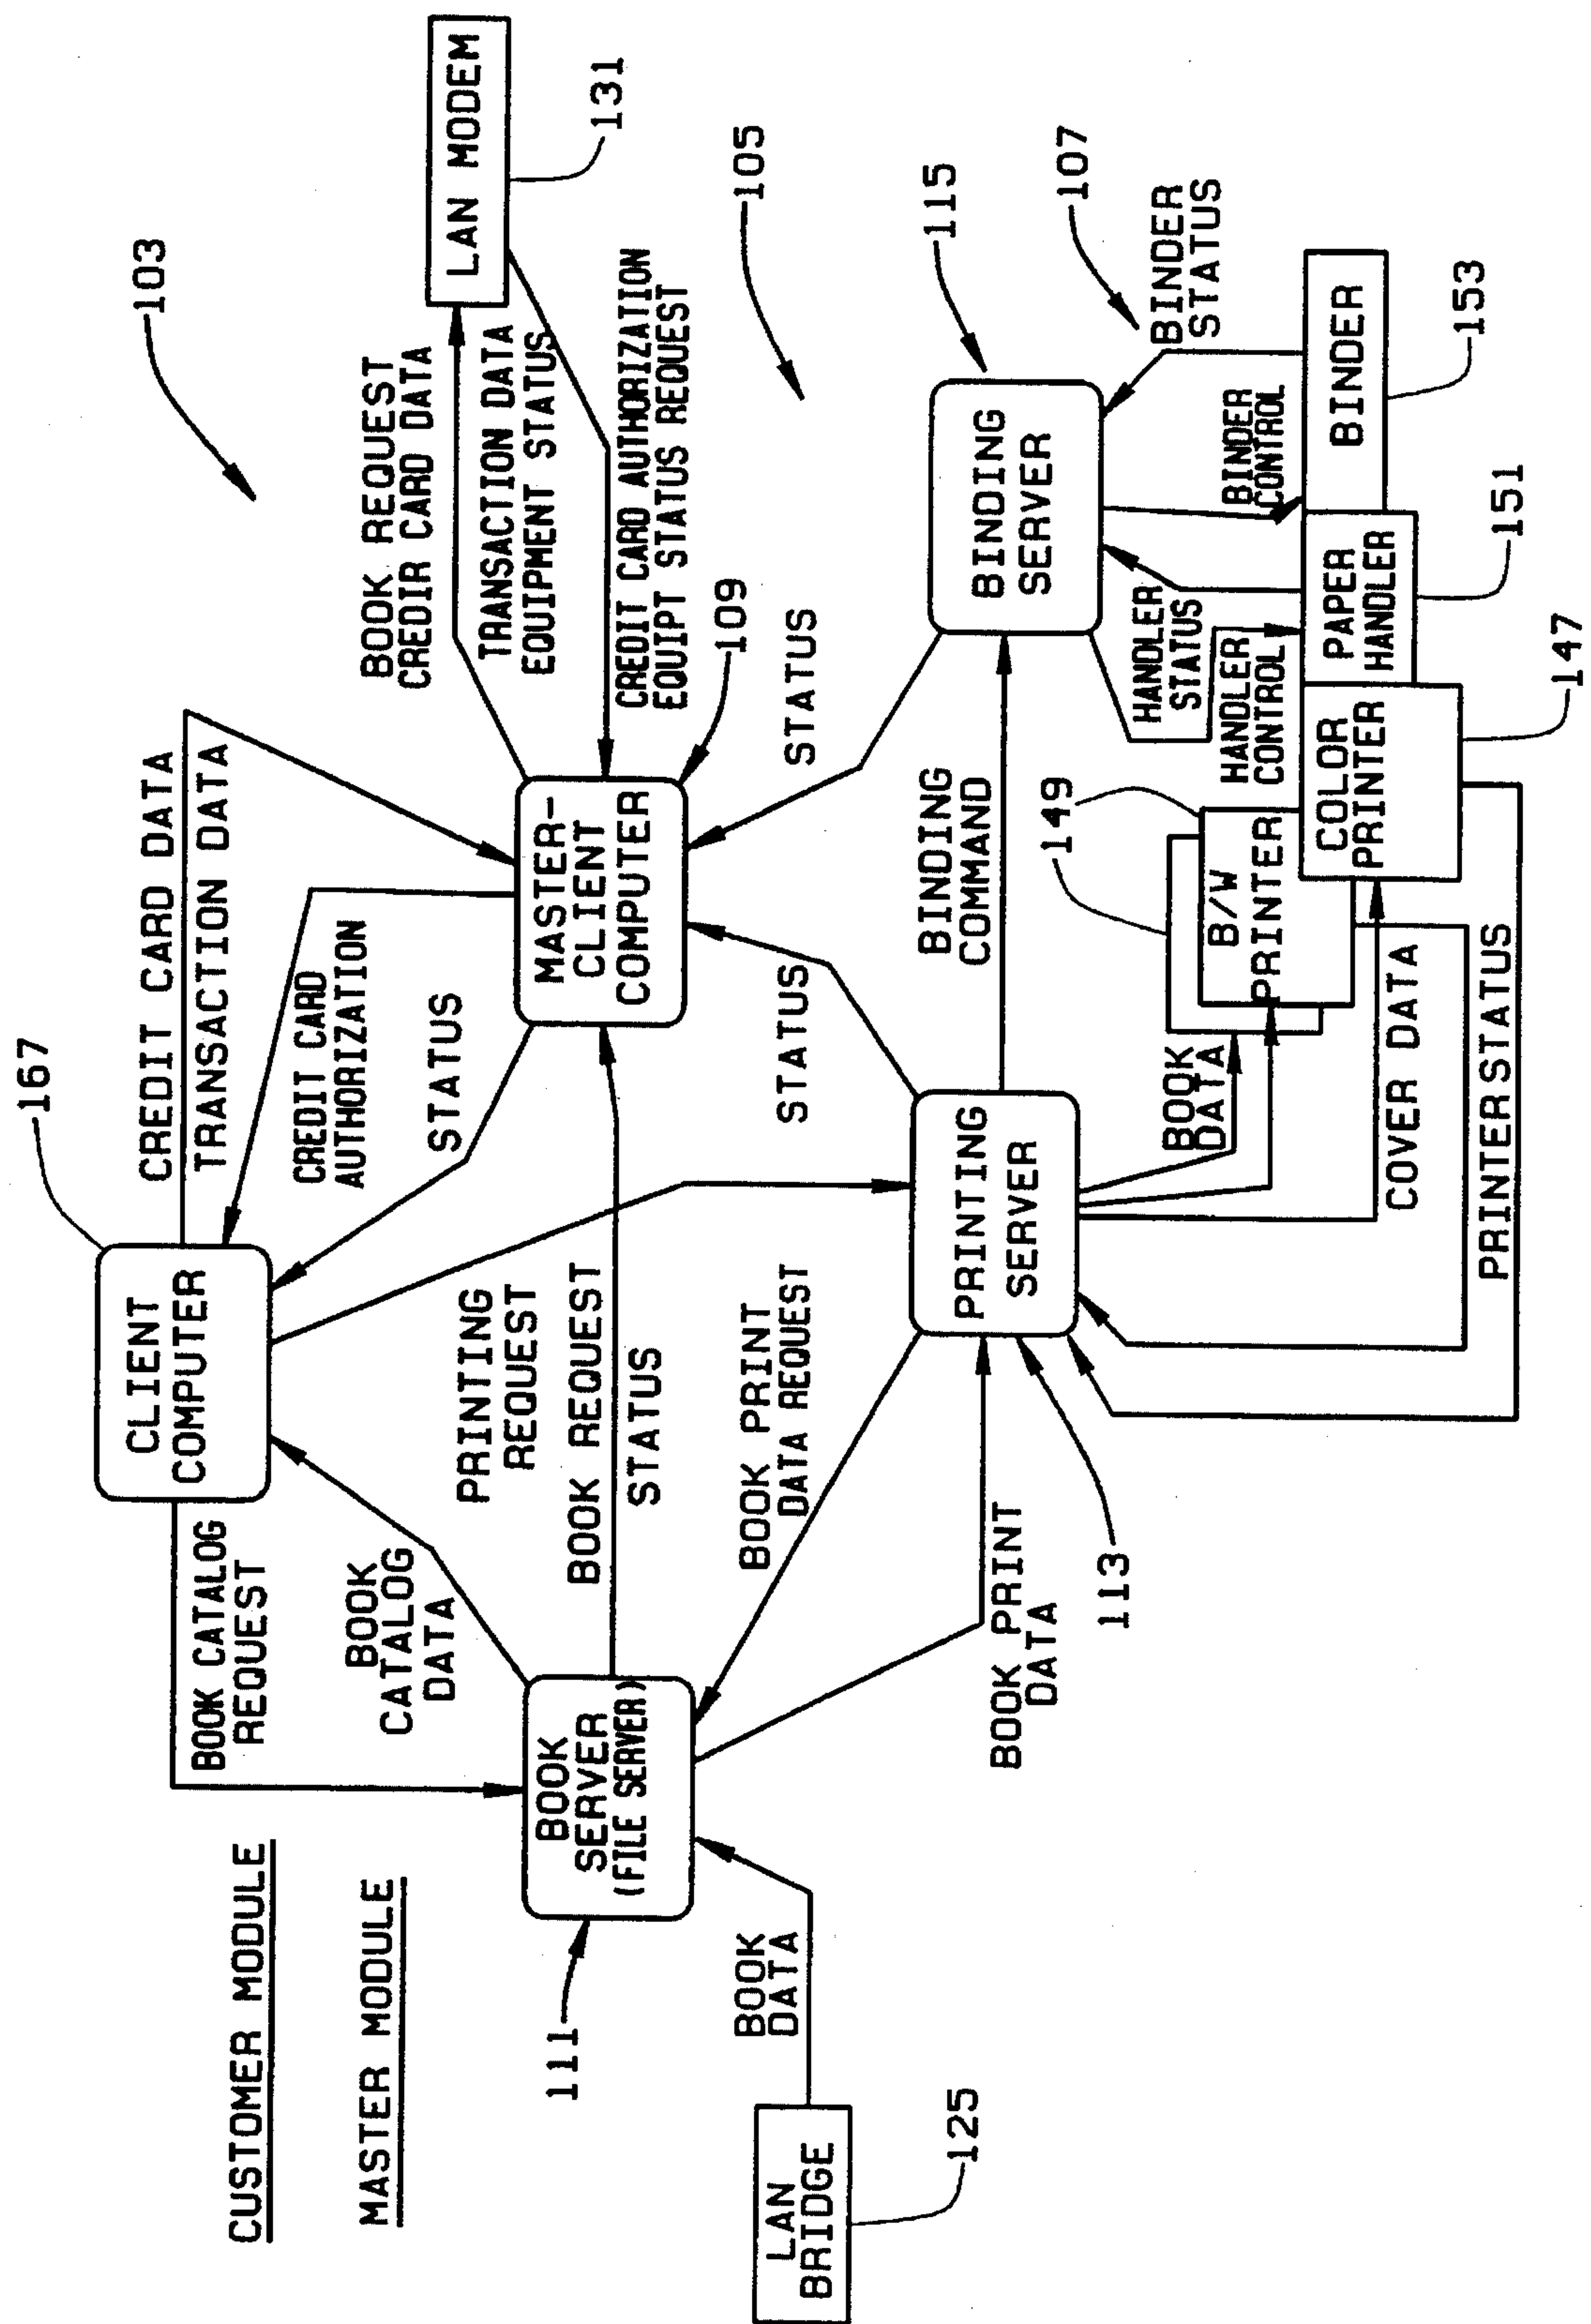 CUSTOMER MODULE
MASTER MODULE
167
CLIENT
COMPUTER
CREDIT CARD DATA
TRANSACTION DATA
103
BOOK CATALOG
REQUEST
CREDIT CARD
AUTHORIZATION
BOOK
CATALOG
DATA
STATUS
BOOK REQUEST
CREDIR CARD DATA
LAN MODEM
131
TRANSACTION DATA
EQUIPMENT STATUS
PRINTING
REQUEST
111
BOOK
SERVER
(FILE SERVER)
BOOK REQUEST
STATUS
MASTER-
CLIENT
COMPUTER
CREDIT CARD AUTHORIZATION
EQUIPT STATUS REQUEST
109
105
BOOK PRINT
DATA REQUEST
STATUS
STATUS
LAN
BRIDGE
125
BOOK
DATA
BOOK PRINT
DATA
113
PRINTING
SERVER
BINDING
COMMAND
BINDING
SERVER
115
107
BINDER
STATUS
HANDLER
STATUS
HANDLER
CONTROL
BINDER
CONTROL
149
BOOK
DATA
B/W
PRINTER
COLOR
PRINTER
PAPER
HANDLER
BINDER
COVER DATA
PRINTER STATUS
147
151
153